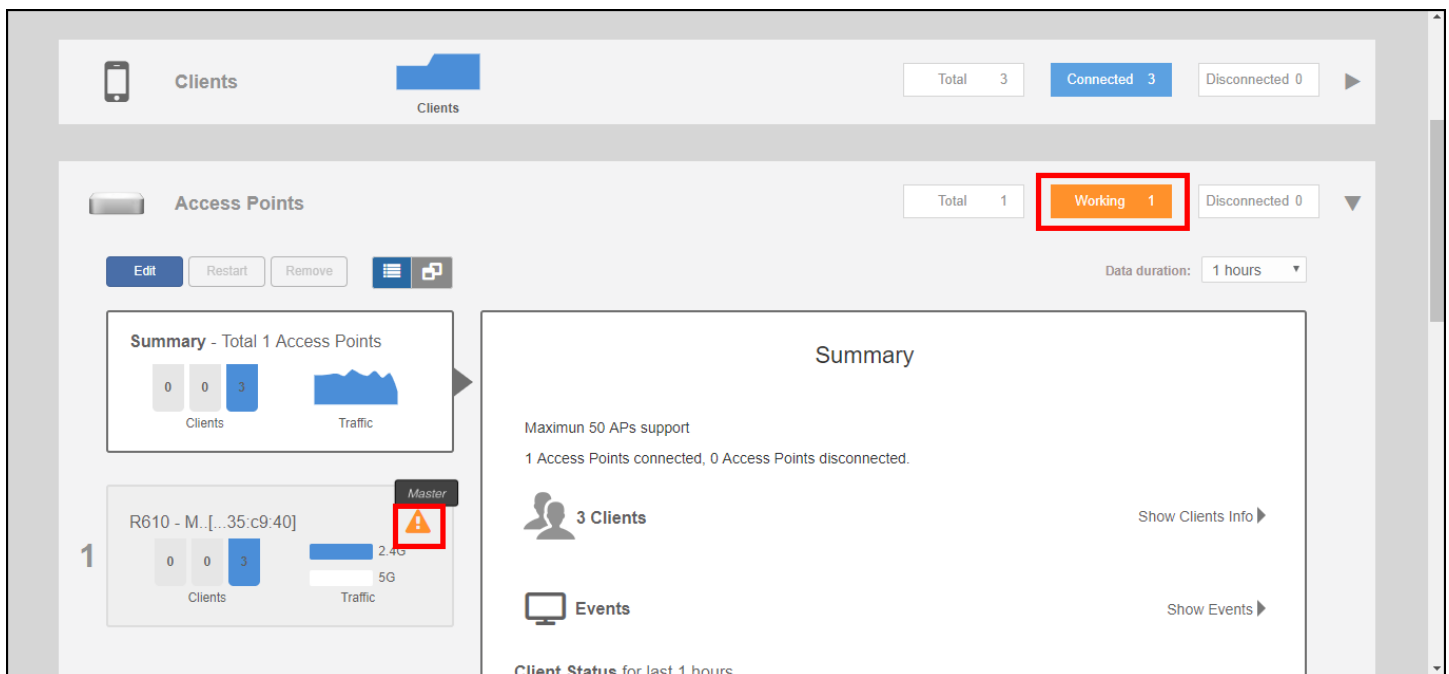 Clients
Clients
Total 3
Connected 3
Disconnected 0
Access Points
Total 1
Working 1
Disconnected 0
Edit
Restart
Remove
Data duration:
1 hours
Summary - Total 1 Access Points
0 0 3
Clients
Traffic
Master
R610 - M..[...35:c9:40]
1
0 0 3
2.4G
5G
Clients
Traffic
Summary
Maximun 50 APs support
1 Access Points connected, 0 Access Points disconnected.
3 Clients
Show Clients Info
Events
Show Events
Client Status for last 1 hours